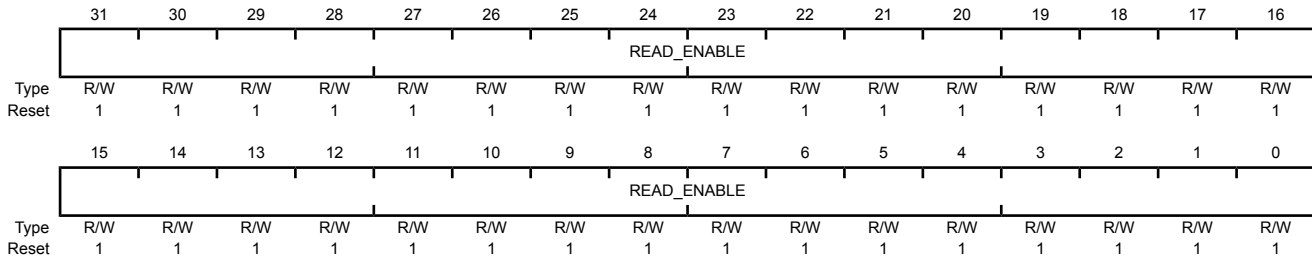 31 30 29 28 27 26 25 24 23 22 21 20 19 18 17 16
READ_ENABLE
Type R/W R/W R/W R/W R/W R/W R/W R/W R/W R/W R/W R/W R/W R/W R/W R/W
Reset 1 1 1 1 1 1 1 1 1 1 1 1 1 1 1 1
15 14 13 12 11 10 9 8 7 6 5 4 3 2 1 0
READ_ENABLE
Type R/W R/W R/W R/W R/W R/W R/W R/W R/W R/W R/W R/W R/W R/W R/W R/W
Reset 1 1 1 1 1 1 1 1 1 1 1 1 1 1 1 1